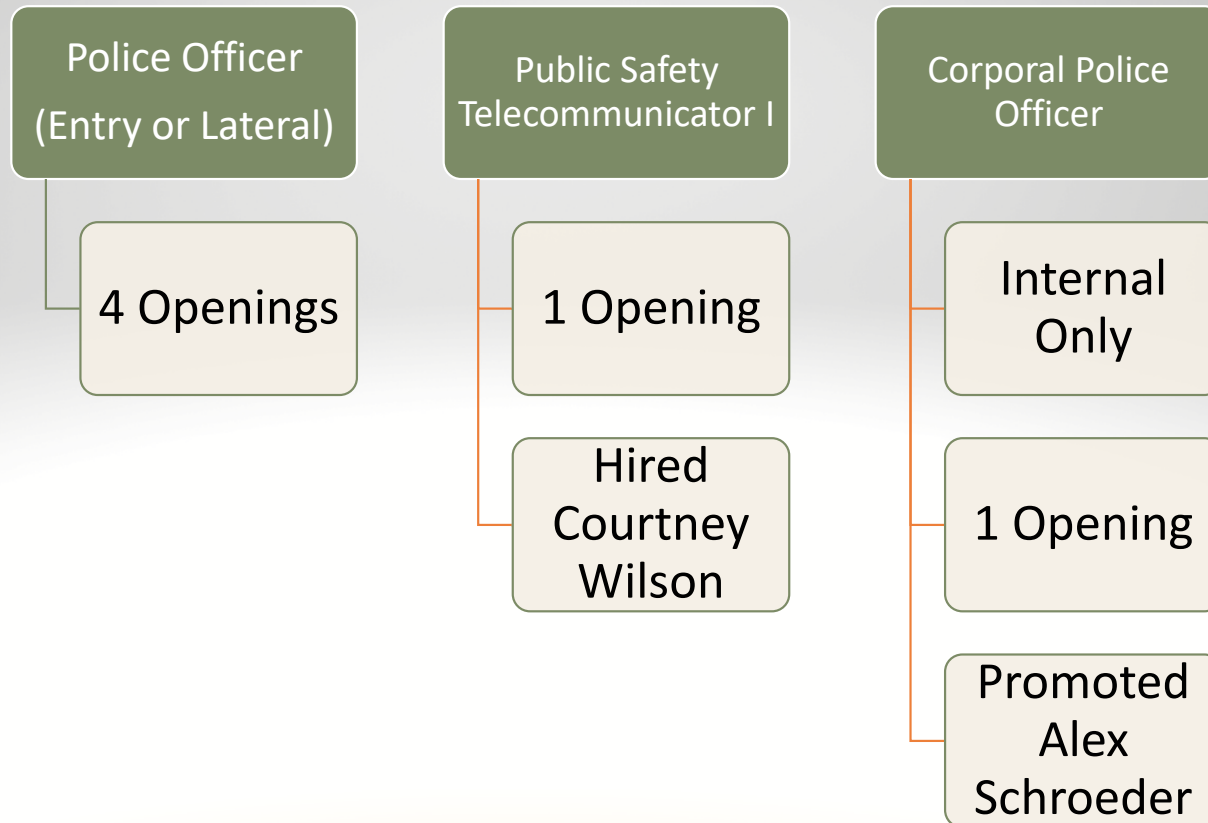 Police Officer
(Entry or Lateral)
4 Openings
Public Safety
Telecommunicator I
1 Opening
Hired
Courtney
Wilson
Corporal Police
Officer
Internal
Only
1 Opening
Promoted
Alex
Schroeder